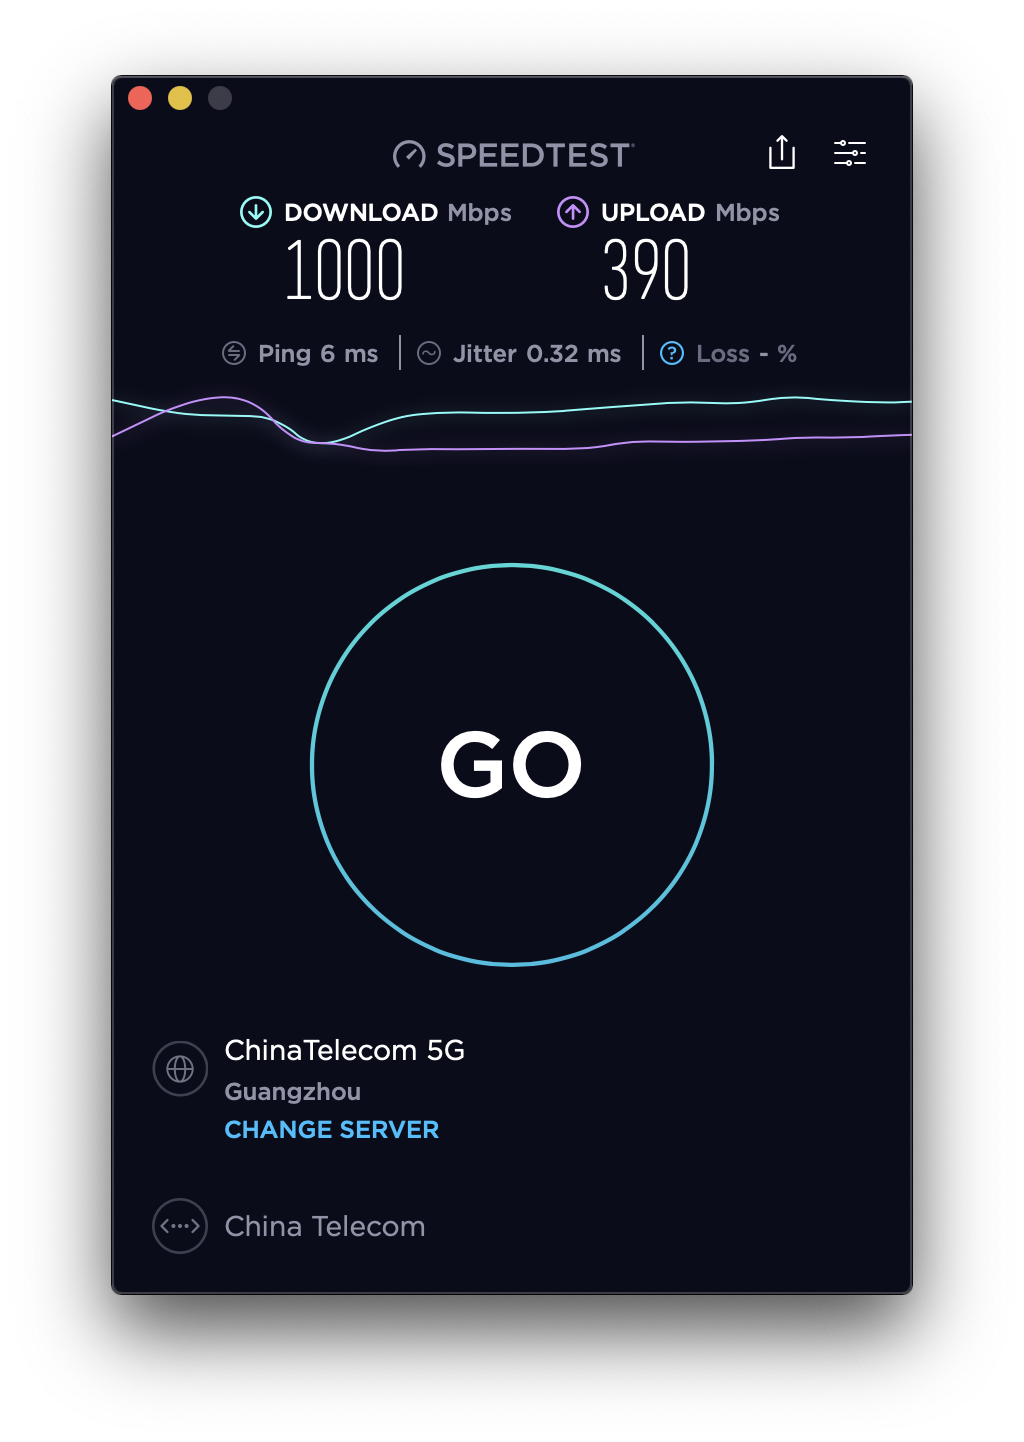 SPEEDTEST
DOWNLOAD Mbps UPLOAD Mbps
1000 390
Ping 6 ms Jitter 0.32 ms ? Loss - %
GO
ChinaTelecom 5G
Guangzhou
CHANGE SERVER
China Telecom